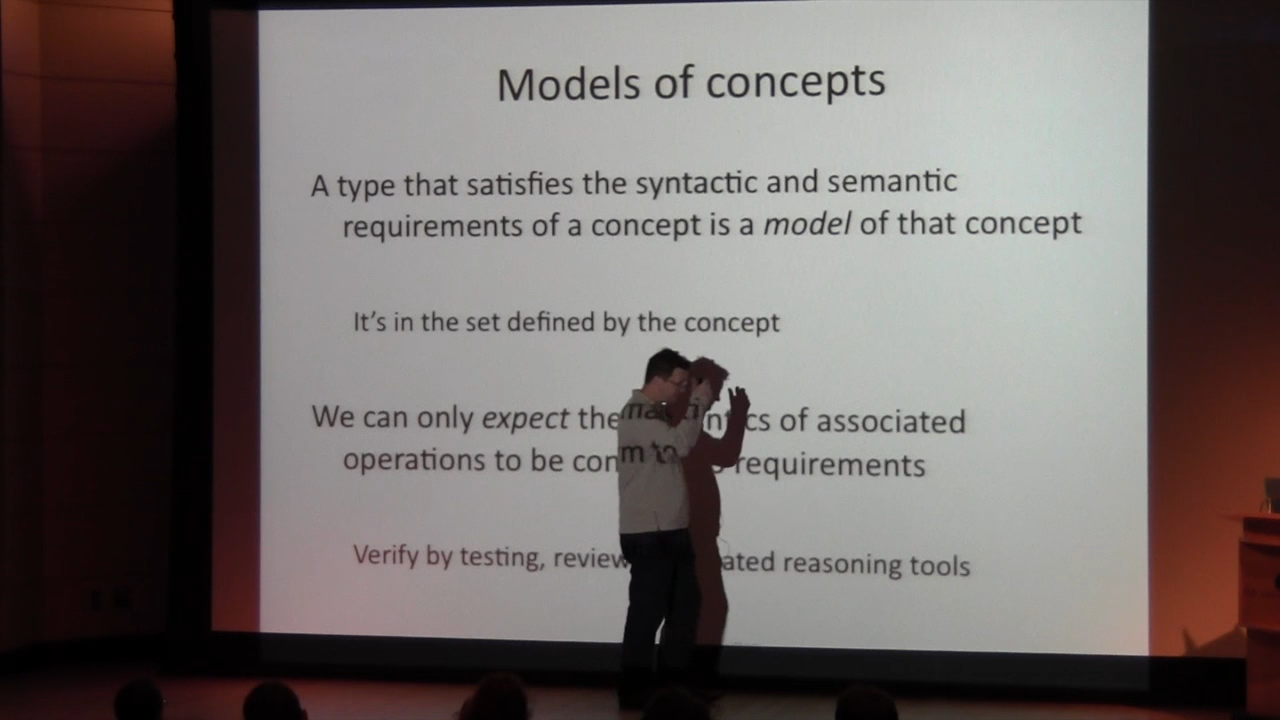 Models of concepts
A type that satisfies the syntactic and semantic
requirements of a concept is a model of that concept
It's in the set defined by the concept
We can only expect the of associated
operations to be requirements
Verify by testing, reasoning tools